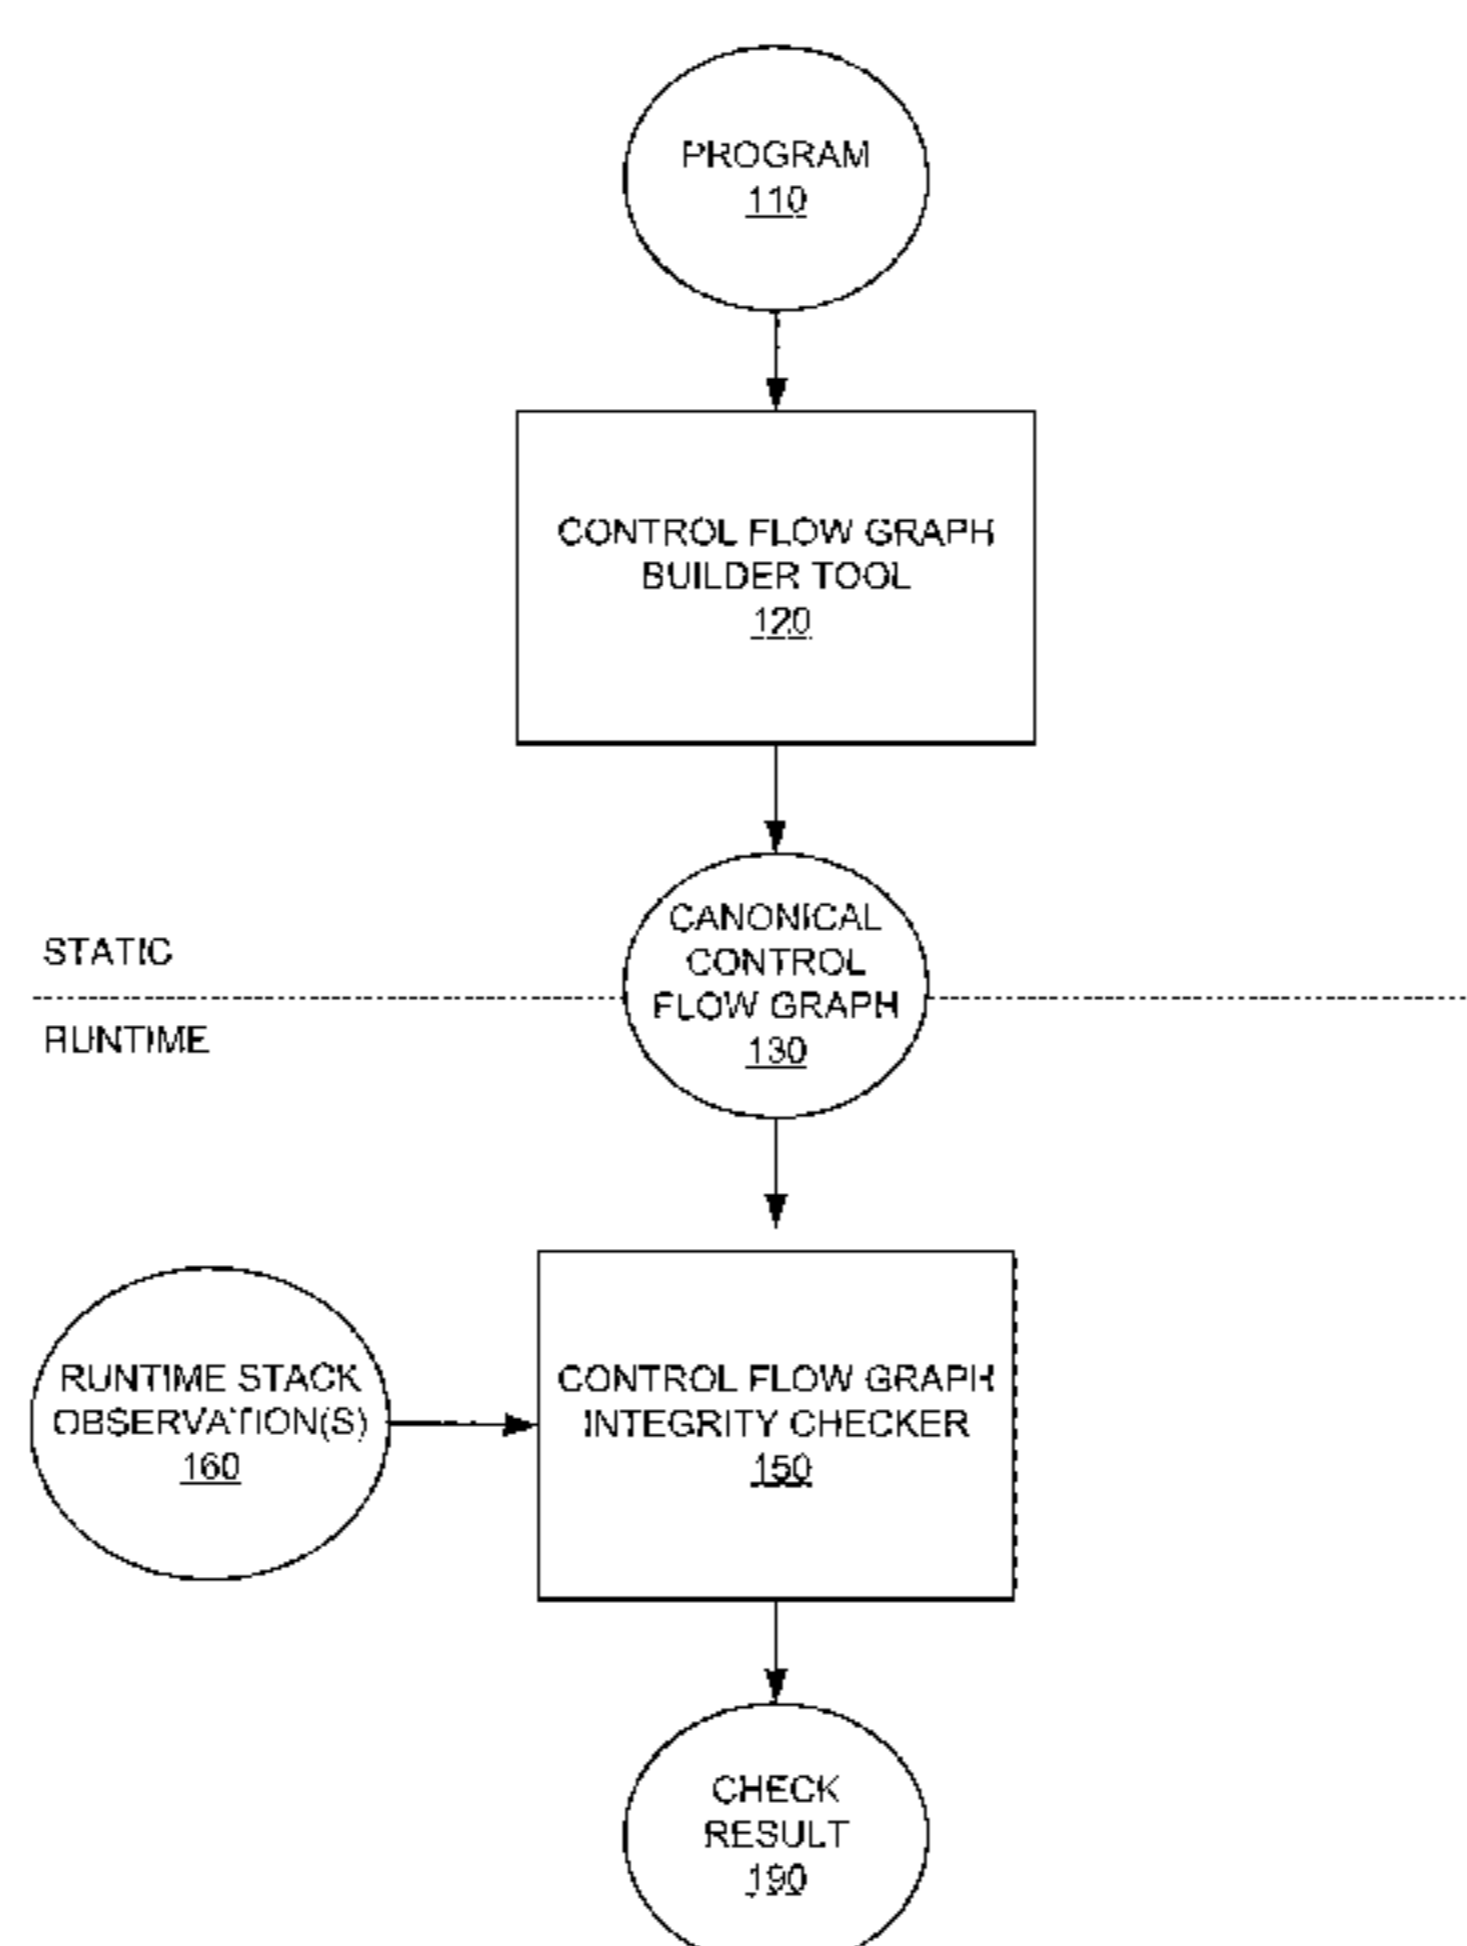 PROGRAM
110
CONTROL FLOW GRAPH
BUILDER TOOL
120
CANONICAL
CONTROL
FLOW GRAPH
130
STATIC
RUNTIME
RUNTIME STACK
OBSERVATION(S)
160
CONTROL FLOW GRAPH
INTEGRITY CHECKER
150
CHECK
RESULT
190